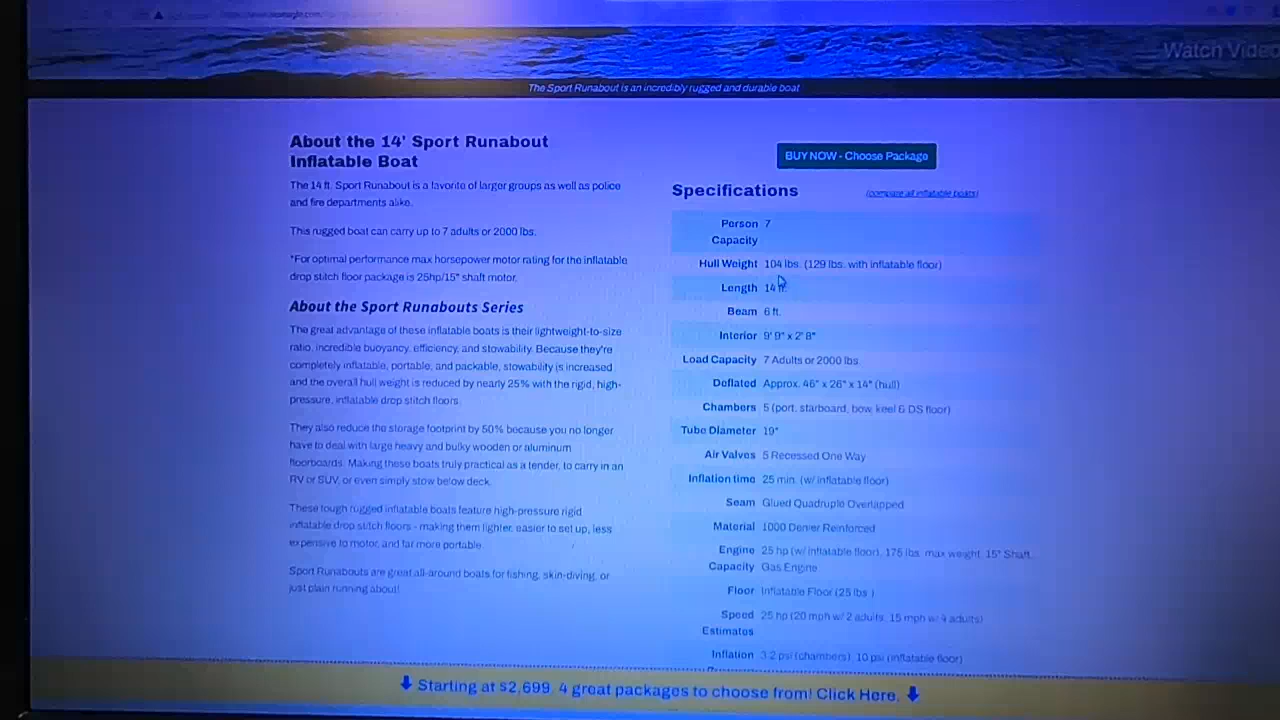 Watch Video
The Sport Runabout is an incredibly rugged and durable boat
About the 14' Sport Runabout
Inflatable Boat
The 14 ft. Sport Runabout is a favorite of larger groups as well as police
and fire departments alike.
This rugged boat can carry up to 7 adults or 2000 lbs.
*For optimal performance max horsepower motor rating for the inflatable
drop stitch floor package is 25hp/15" shaft motor.
About the Sport Runabouts Series
The great advantage of these inflatable boats is their lightweight-to-size
ratio, incredible buoyancy, efficiency, and stowability. Because they're
completely inflatable, portable, and packable, stowability is increased
and the overall hull weight is reduced by nearly 25% with the rigid, high-
pressure, inflatable drop stitch floors.
They also reduce the storage footprint by 50% because you no longer
have to deal with large heavy and bulky wooden or aluminum
floorboards. Making these boats truly practical as a tender, to carry in an
RV or SUV, or even simply stow below deck.
These tough rugged inflatable boats feature high-pressure rigid
inflatable drop stitch floors - making them lighter, easier to set up, less
expensive to motor, and far more portable.
Sport Runabouts are great all-around boats for fishing, skin-diving, or
just plain running about!
BUY NOW - Choose Package
Specifications
(compare all inflatable boats)
Person 7
Capacity
Hull Weight 104 lbs. (129 lbs. with inflatable floor)
Length 14 ft.
Beam 6 ft.
Interior 9' 9" x 2' 8"
Load Capacity 7 Adults or 2000 lbs.
Deflated Approx. 46" x 26" x 14" (hull)
Chambers 5 (port, starboard, bow, keel & DS floor)
Tube Diameter 19"
Air Valves 5 Recessed One Way
Inflation time 25 min. (w/ inflatable floor)
Seam Glued Quadruple Overlapped
Material 1000 Denier Reinforced
Engine 25 hp (w/ inflatable floor), 175 lbs. max weight, 15" Shaft,
Capacity Gas Engine
Floor Inflatable Floor (25 lbs.)
Speed 25 hp (20 mph w/ 2 adults, 15 mph w/ 4 adults)
Estimates
Inflation 3.2 psi (chambers), 10 psi (inflatable floor)
Starting at $2,699. 4 great packages to choose from! Click Here.